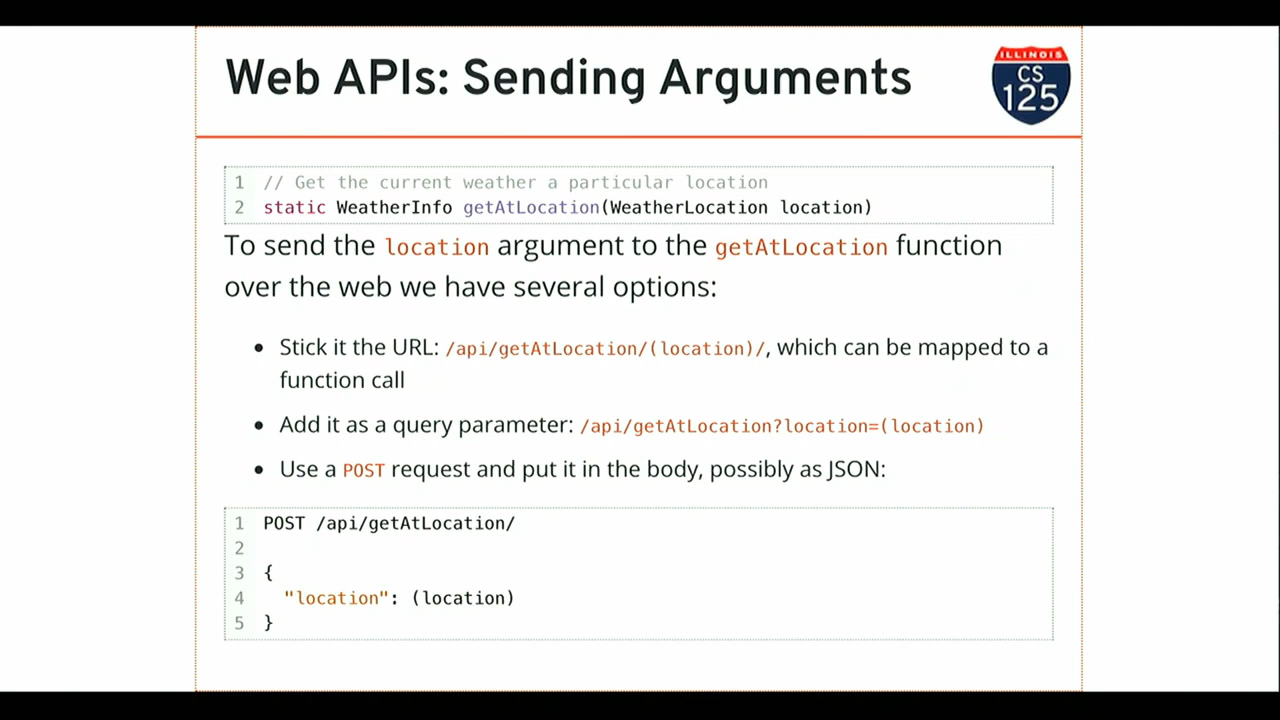 Web APIs: Sending Arguments
ILLINOIS
CS
125
1 // Get the current weather a particular location
2 static WeatherInfo getAtLocation(WeatherLocation location)
To send the location argument to the getAtLocation function
over the web we have several options:
• Stick it the URL: /api/getAtLocation/(location)/, which can be mapped to a
function call
• Add it as a query parameter: /api/getAtLocation?location=(location)
• Use a POST request and put it in the body, possibly as JSON:
1 POST /api/getAtLocation/
2
3 {
4   "location": (location)
5 }